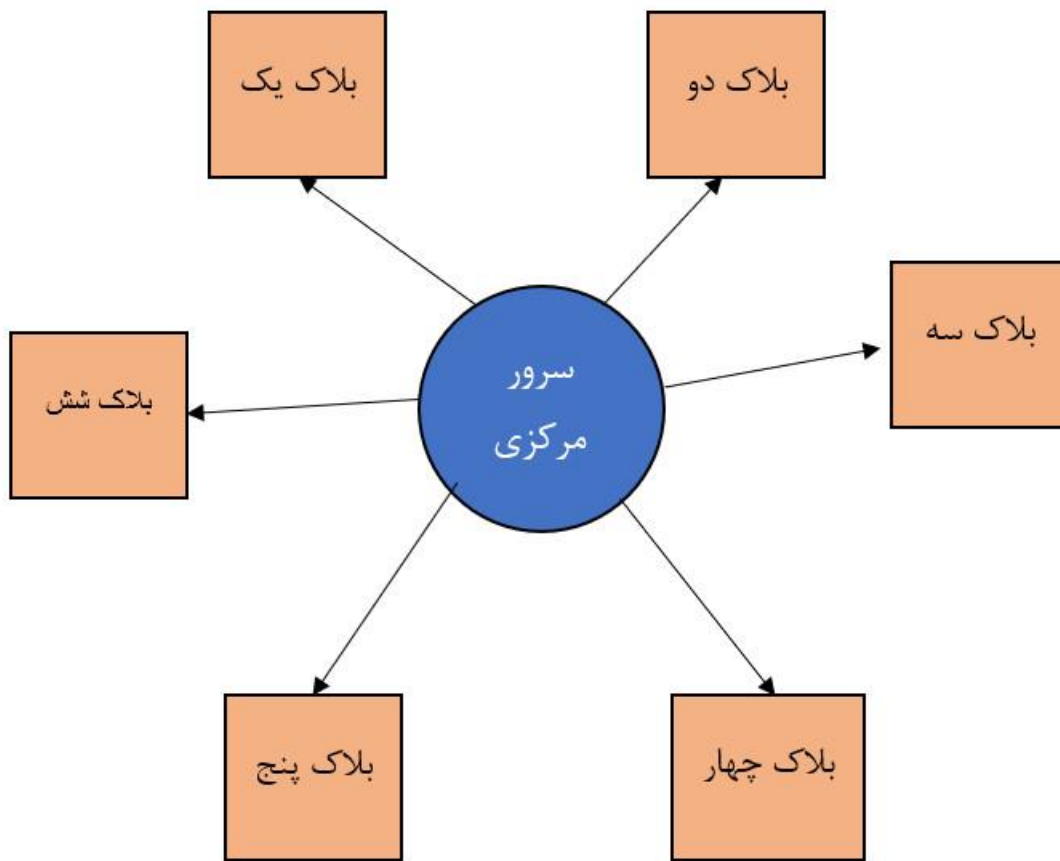 بلاک یک
بلاک دو
بلاک سه
سرور
مرکزی
بلاک شش
بلاک پنج
بلاک چهار